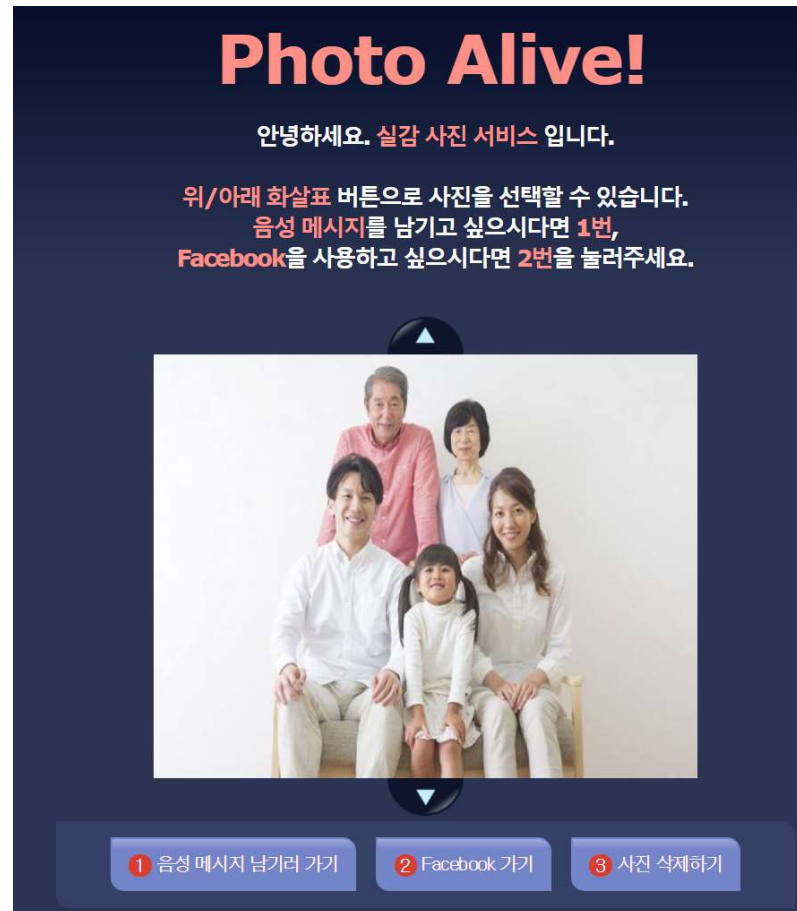 Photo Alive!
안녕하세요. 실감 사진 서비스 입니다.
위/아래 화살표 버튼으로 사진을 선택할 수 있습니다.
음성 메시지를 남기고 싶으시다면 1번,
Facebook을 사용하고 싶으시다면 2번을 눌러주세요.
1 음성 메시지 남기러 가기
2 Facebook 가기
3 사진 삭제하기